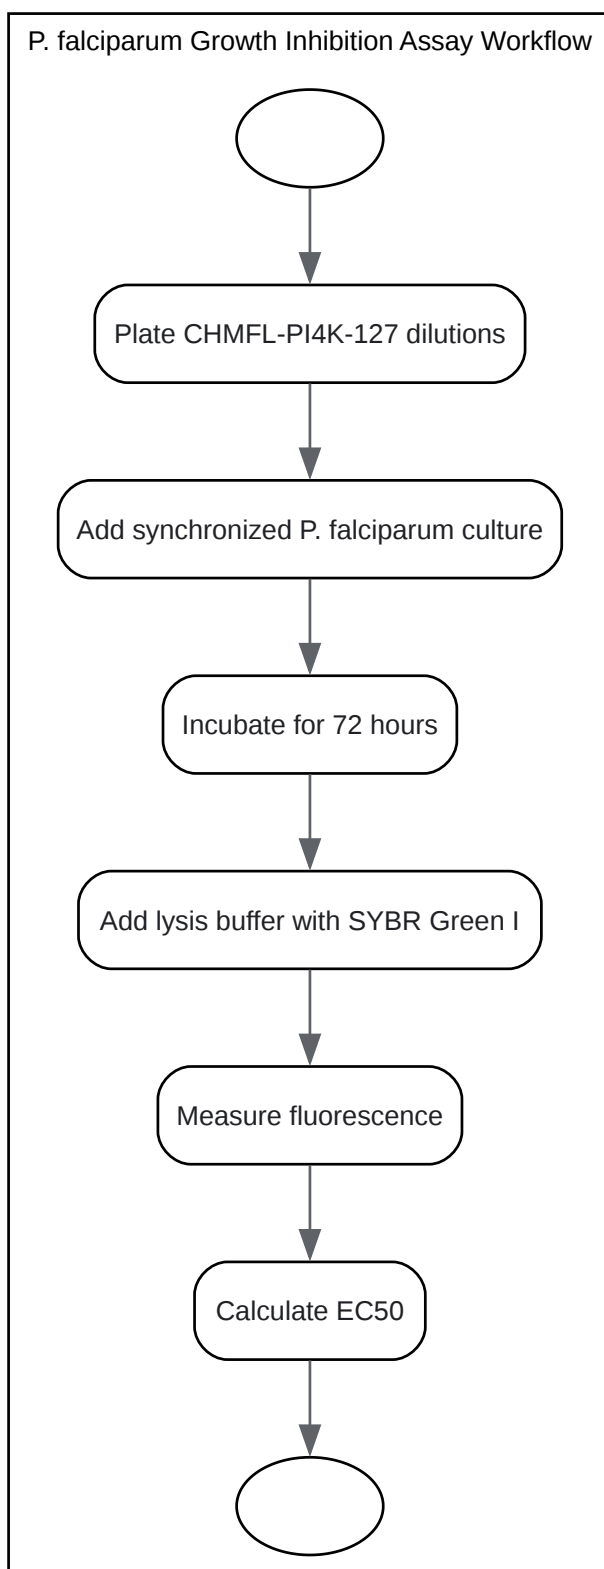 P. falciparum Growth Inhibition Assay Workflow
Plate CHMFL-PI4K-127 dilutions
Add synchronized P. falciparum culture
Incubate for 72 hours
Add lysis buffer with SYBR Green I
Measure fluorescence
Calculate EC50